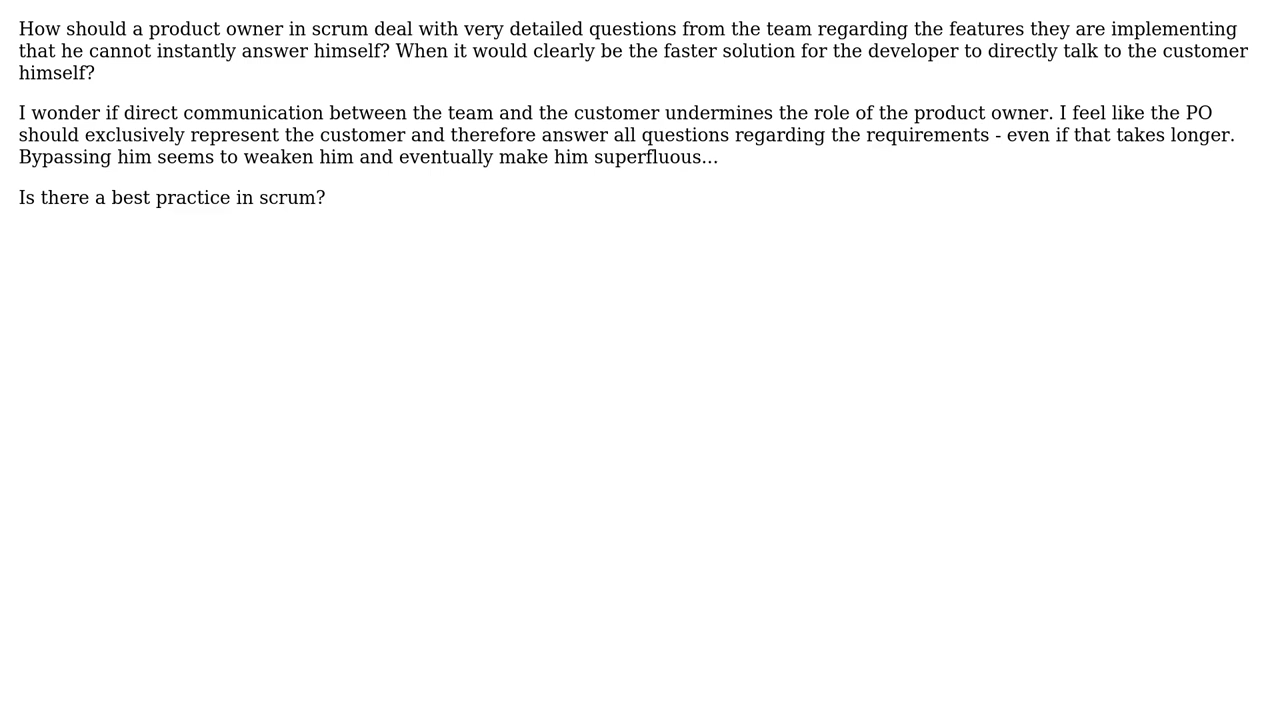 How should a product owner in scrum deal with very detailed questions from the team regarding the features they are implementing
that he cannot instantly answer himself? When it would clearly be the faster solution for the developer to directly talk to the customer
himself?
I wonder if direct communication between the team and the customer undermines the role of the product owner. I feel like the PO
should exclusively represent the customer and therefore answer all questions regarding the requirements - even if that takes longer.
Bypassing him seems to weaken him and eventually make him superfluous...
Is there a best practice in scrum?